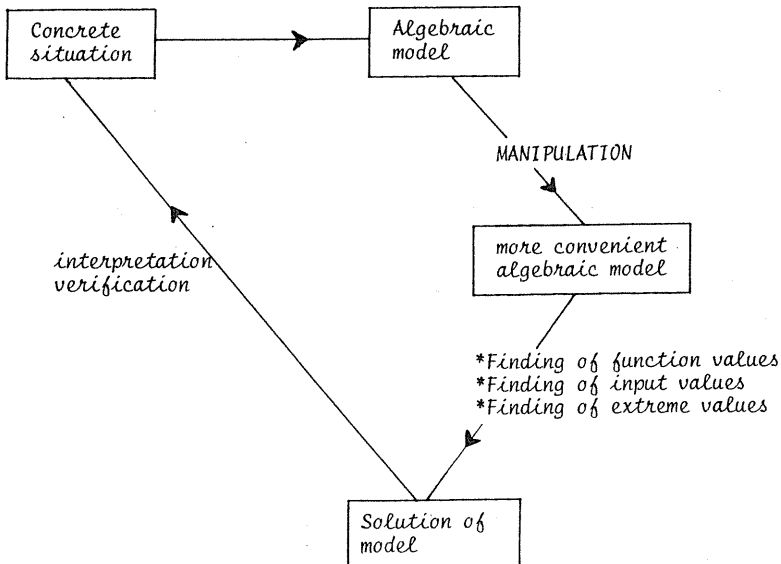 Concrete
situation
Algebraic
model
MANIPULATION
more convenient
algebraic model
interpretation
verification
*Finding of function values
*Finding of input values
*Finding of extreme values
Solution of
model